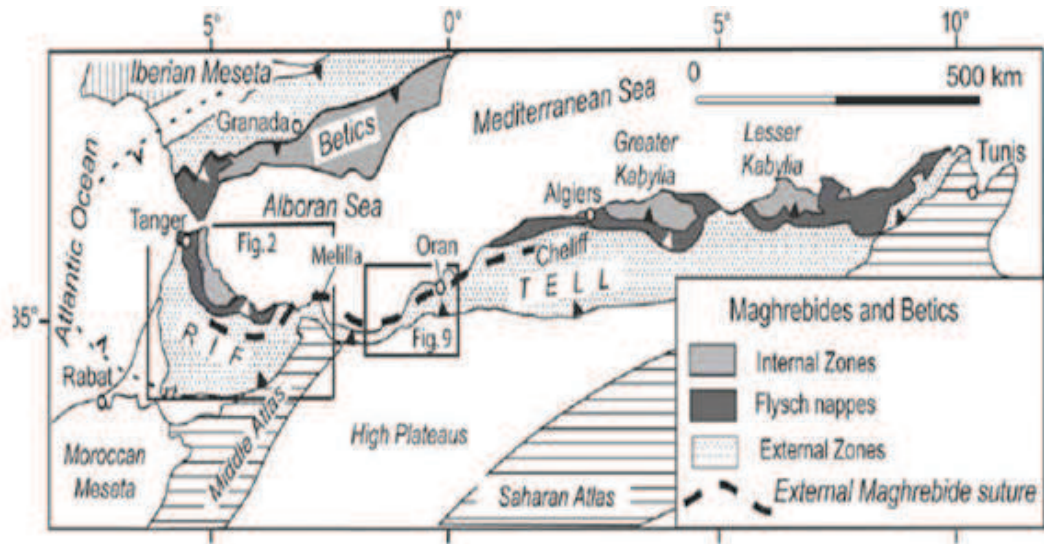 5° 0° 5° 10°
Iberian Meseta
0 500 km
Granada
Betics
Mediterranean Sea
Greater Kabylia
Lesser Kabylia
Tunis
Atlantic Ocean
Algiers
Alboran Sea
Tanger
Fig.2
Melilla
Oran
Cheliff
TELL
35°
RIF
Fig. 9
?
?
Rabat
Middle Atlas
High Plateaus
Moroccan
Meseta
Saharan Atlas
Maghrebides and Betics
Internal Zones
Flysch nappes
External Zones
External Maghrebide suture